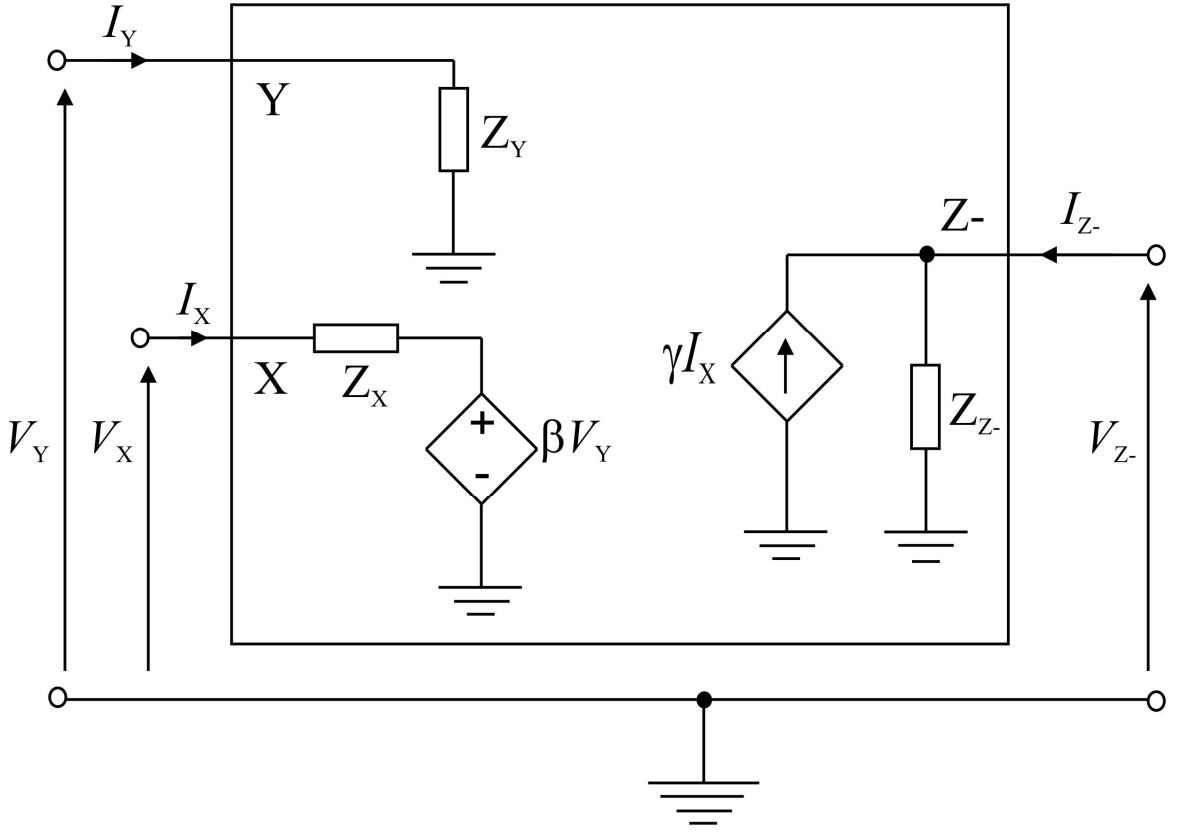 I_Y
Y
Z_Y
Z-
I_Z-
I_X
X
Z_X
γI_X
Z_Z-
V_Y
V_X
+
-
βV_Y
V_Z-